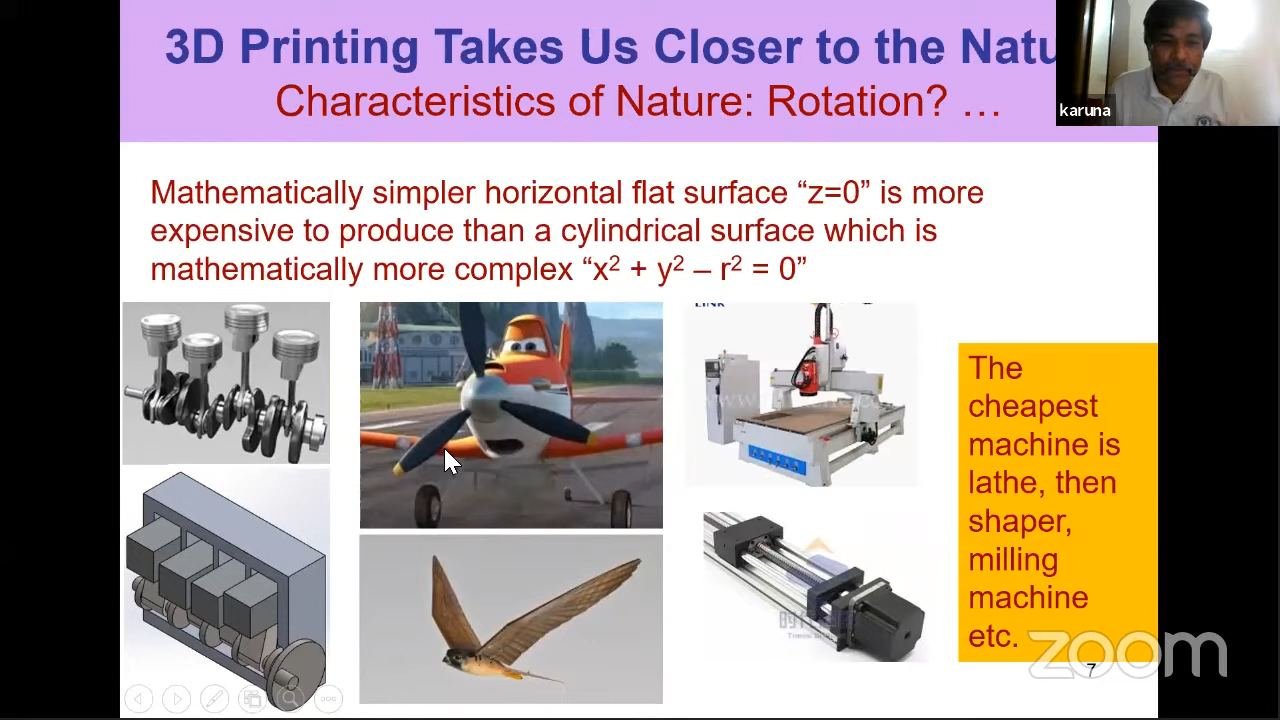 3D Printing Takes Us Closer to the Natu
Characteristics of Nature: Rotation? …
karuna
Mathematically simpler horizontal flat surface “z=0” is more
expensive to produce than a cylindrical surface which is
mathematically more complex “x² + y² – r² = 0”
LINK
The
cheapest
machine is
lathe, then
shaper,
milling
machine
etc.
zoom
7